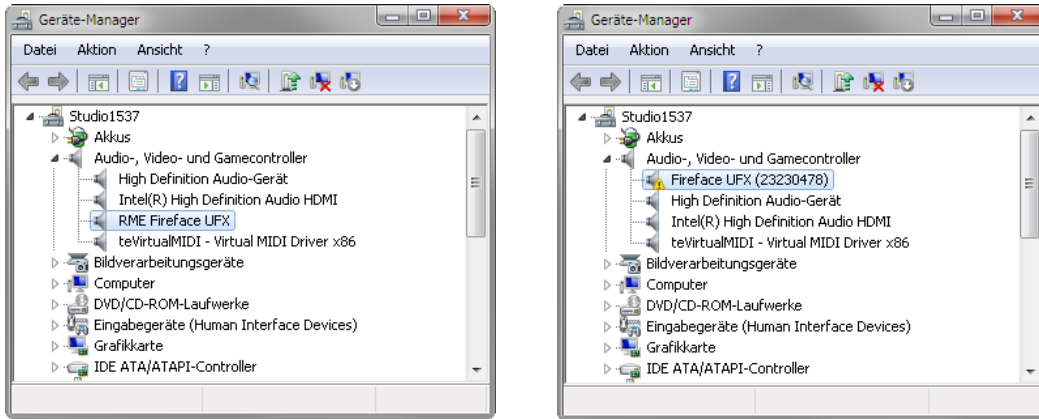 Geräte-Manager
Datei Aktion Ansicht ?
Studio1537
Akkus
Audio-, Video- und Gamecontroller
High Definition Audio-Gerät
Intel(R) High Definition Audio HDMI
RME Fireface UFX
teVirtualMIDI - Virtual MIDI Driver x86
Bildverarbeitungsgeräte
Computer
DVD/CD-ROM-Laufwerke
Eingabegeräte (Human Interface Devices)
Grafikkarte
IDE ATA/ATAPI-Controller
Geräte-Manager
Datei Aktion Ansicht ?
Studio1537
Akkus
Audio-, Video- und Gamecontroller
Fireface UFX (23230478)
High Definition Audio-Gerät
Intel(R) High Definition Audio HDMI
teVirtualMIDI - Virtual MIDI Driver x86
Bildverarbeitungsgeräte
Computer
DVD/CD-ROM-Laufwerke
Eingabegeräte (Human Interface Devices)
Grafikkarte
IDE ATA/ATAPI-Controller